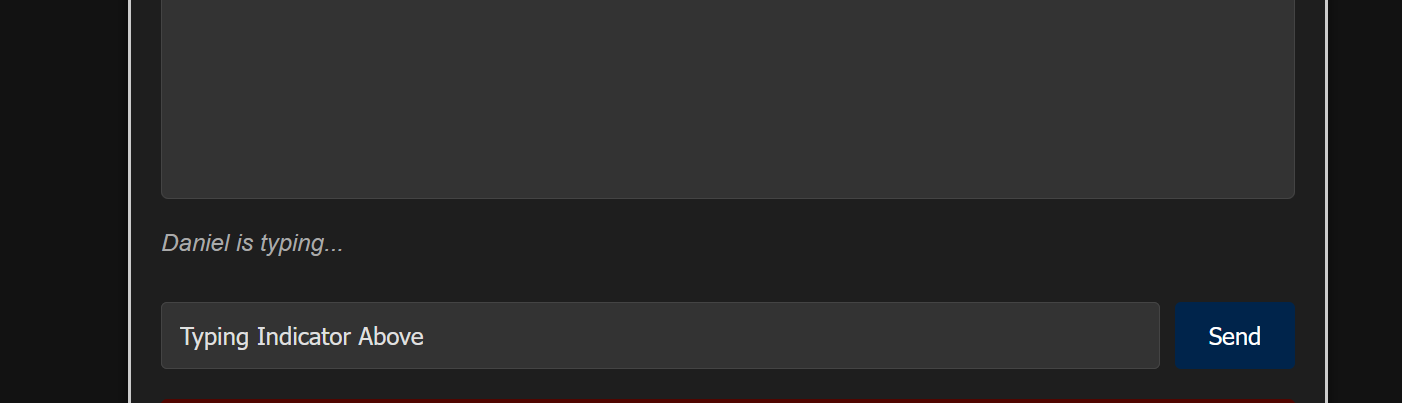 Daniel is typing...
Typing Indicator Above
Send